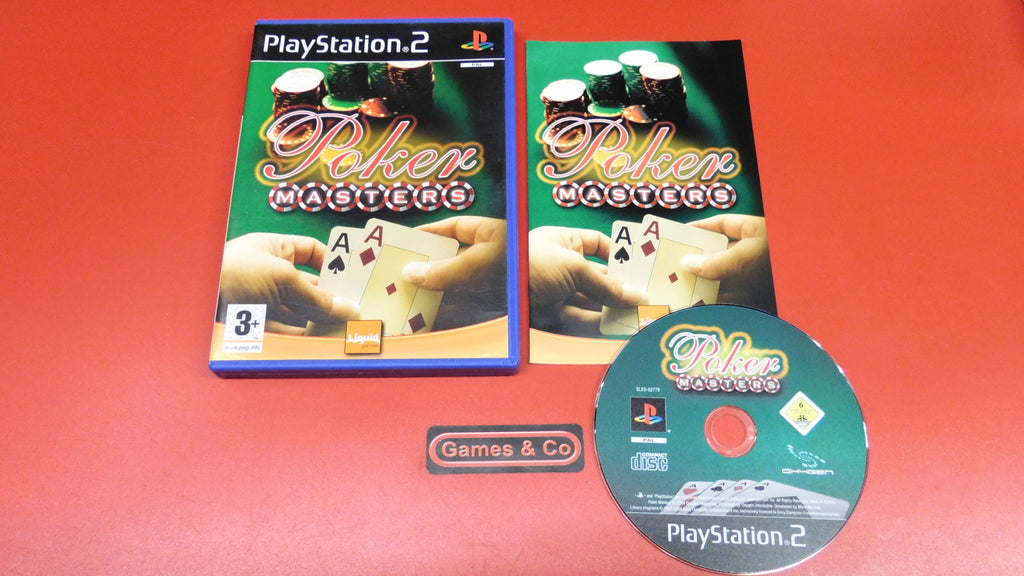 PlayStation®2
PAL
Poker
MASTERS
A
A
3+
www.pegi.info
Liquid
Poker
MASTERS
A
A
Poker
MASTERS
SLES-52779
6
PAL
COMPACT
disc
OXYGEN
PlayStation®2
Games & Co